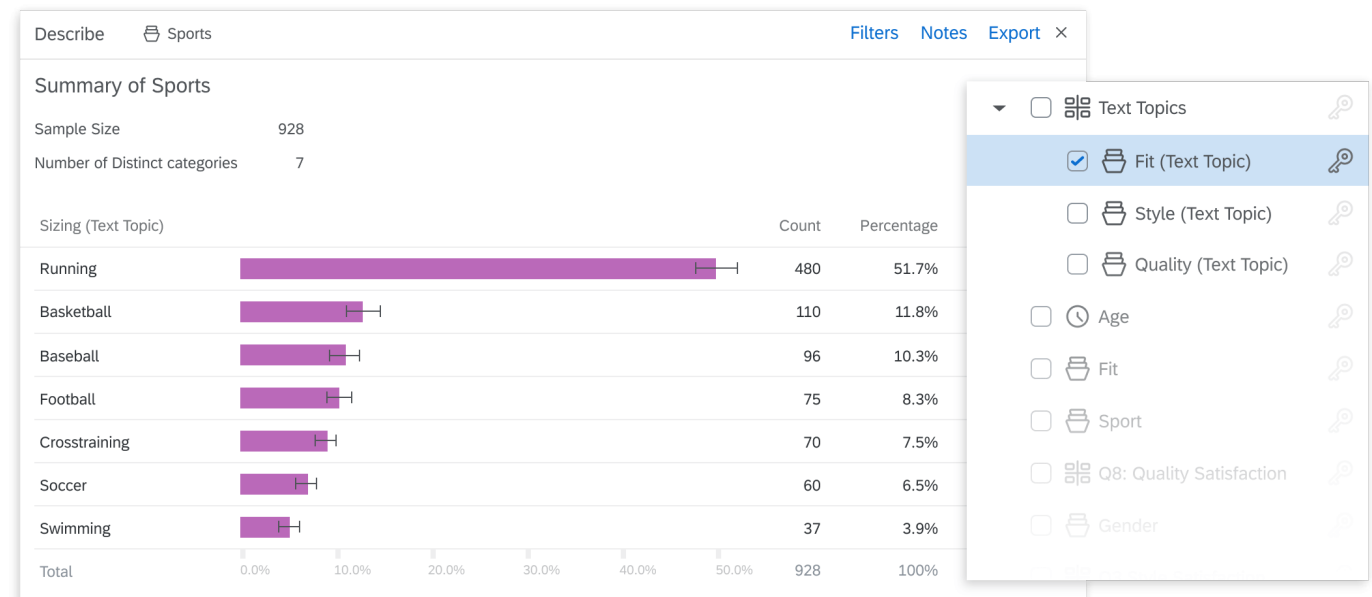 Describe Sports Filters Notes Export
Summary of Sports
Sample Size 928
Number of Distinct categories 7
Sizing (Text Topic) Count Percentage
Running 480 51.7%
Basketball 110 11.8%
Baseball 96 10.3%
Football 75 8.3%
Crosstraining 70 7.5%
Soccer 60 6.5%
Swimming 37 3.9%
Total 0.0% 10.0% 20.0% 30.0% 40.0% 50.0% 928 100%
Text Topics
Fit (Text Topic)
Style (Text Topic)
Quality (Text Topic)
Age
Fit
Sport
Q8: Quality Satisfaction
Gender